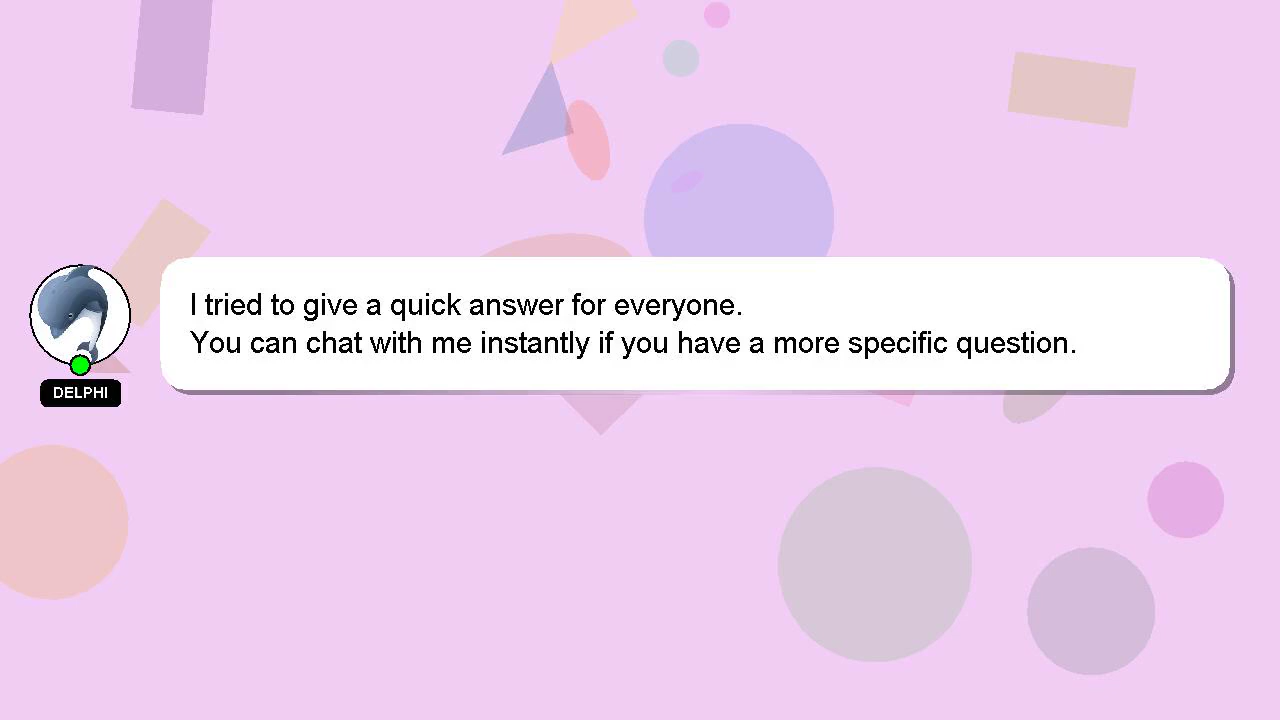 I tried to give a quick answer for everyone.
You can chat with me instantly if you have a more specific question.
DELPHI